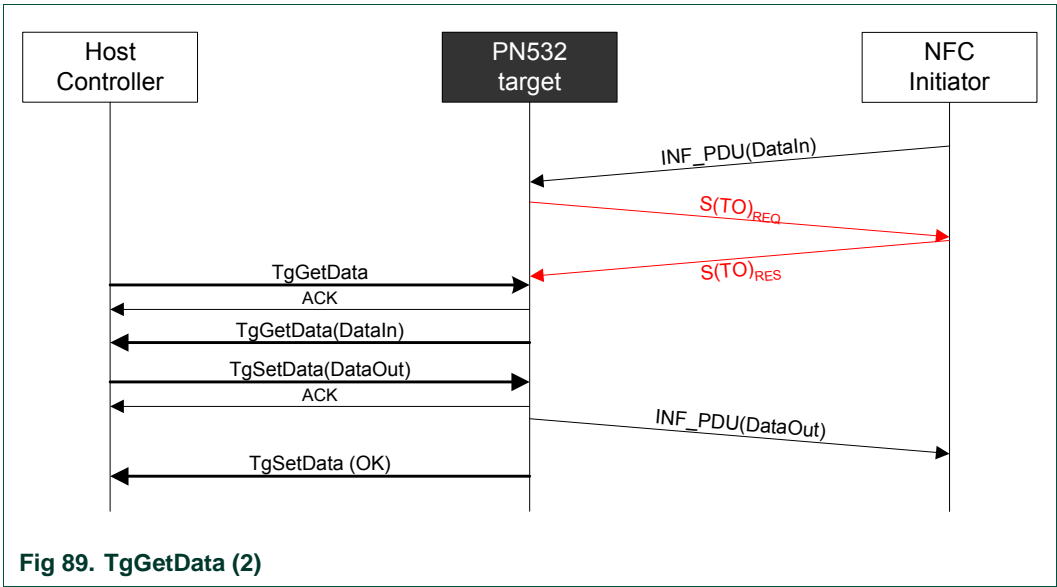 Host
Controller
PN532
target
NFC
Initiator
INF_PDU(DataIn)
S(TO)REQ
S(TO)RES
TgGetData
ACK
TgGetData(DataIn)
TgSetData(DataOut)
ACK
INF_PDU(DataOut)
TgSetData (OK)
Fig 89. TgGetData (2)